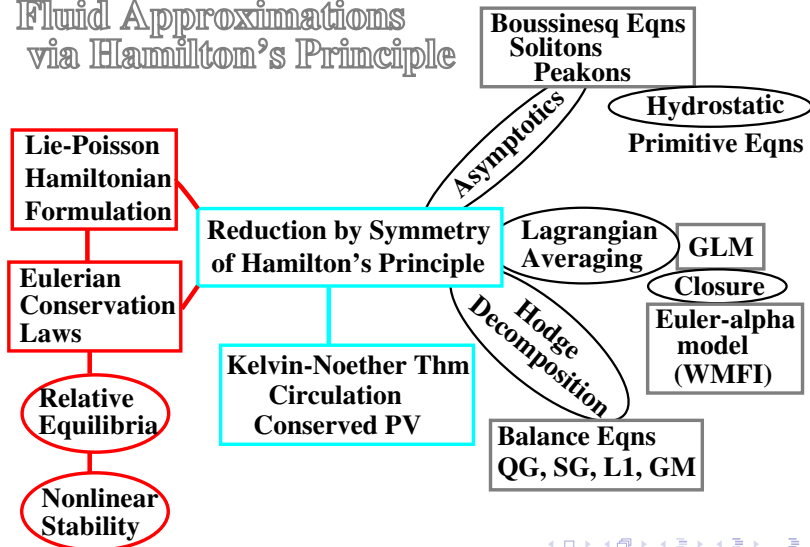 Fluid Approximations
via Hamilton's Principle
Boussinesq Eqns
Solitons
Peakons
Asymptotics
Hydrostatic
Primitive Eqns
Lie-Poisson
Hamiltonian
Formulation
Reduction by Symmetry
of Hamilton's Principle
Lagrangian
Averaging
GLM
Closure
Euler-alpha
model
(WMFI)
Eulerian
Conservation
Laws
Hodge
Decomposition
Kelvin-Noether Thm
Circulation
Conserved PV
Relative
Equilibria
Balance Eqns
QG, SG, L1, GM
Nonlinear
Stability